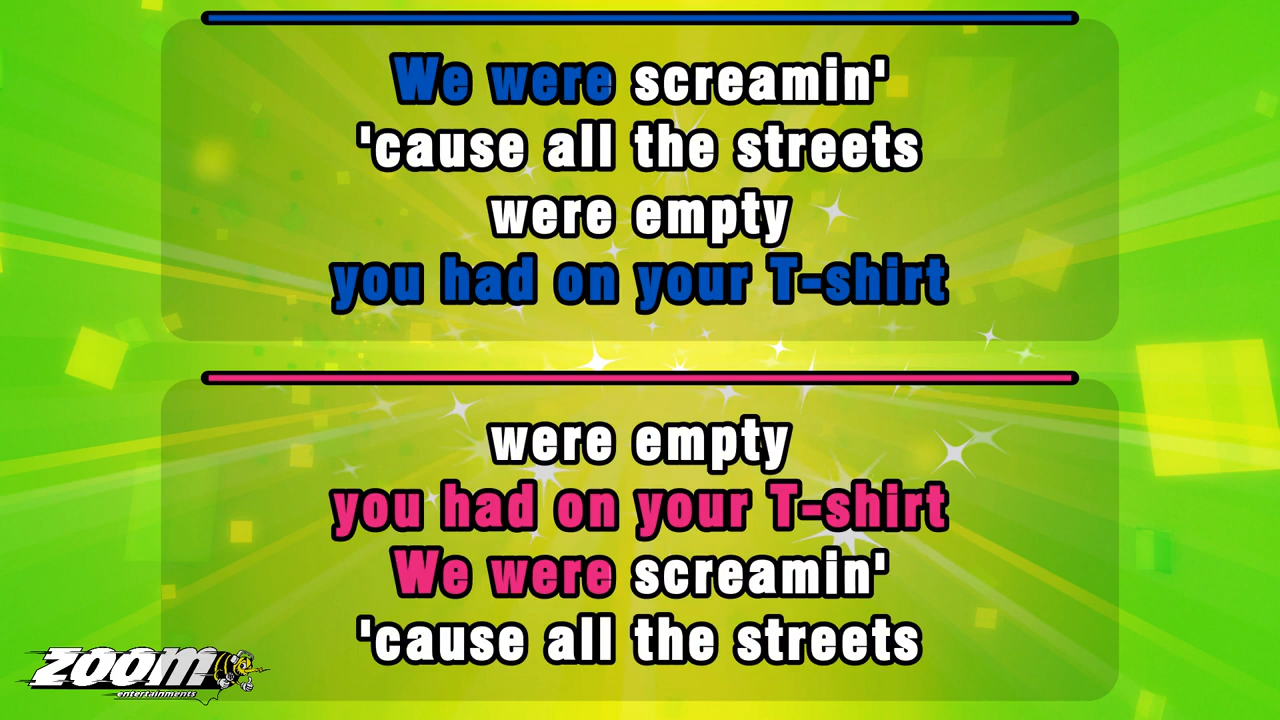 We were screamin'
'cause all the streets
were empty
you had on your T-shirt
were empty
you had on your T-shirt
We were screamin'
'cause all the streets
ZOOM
entertainments